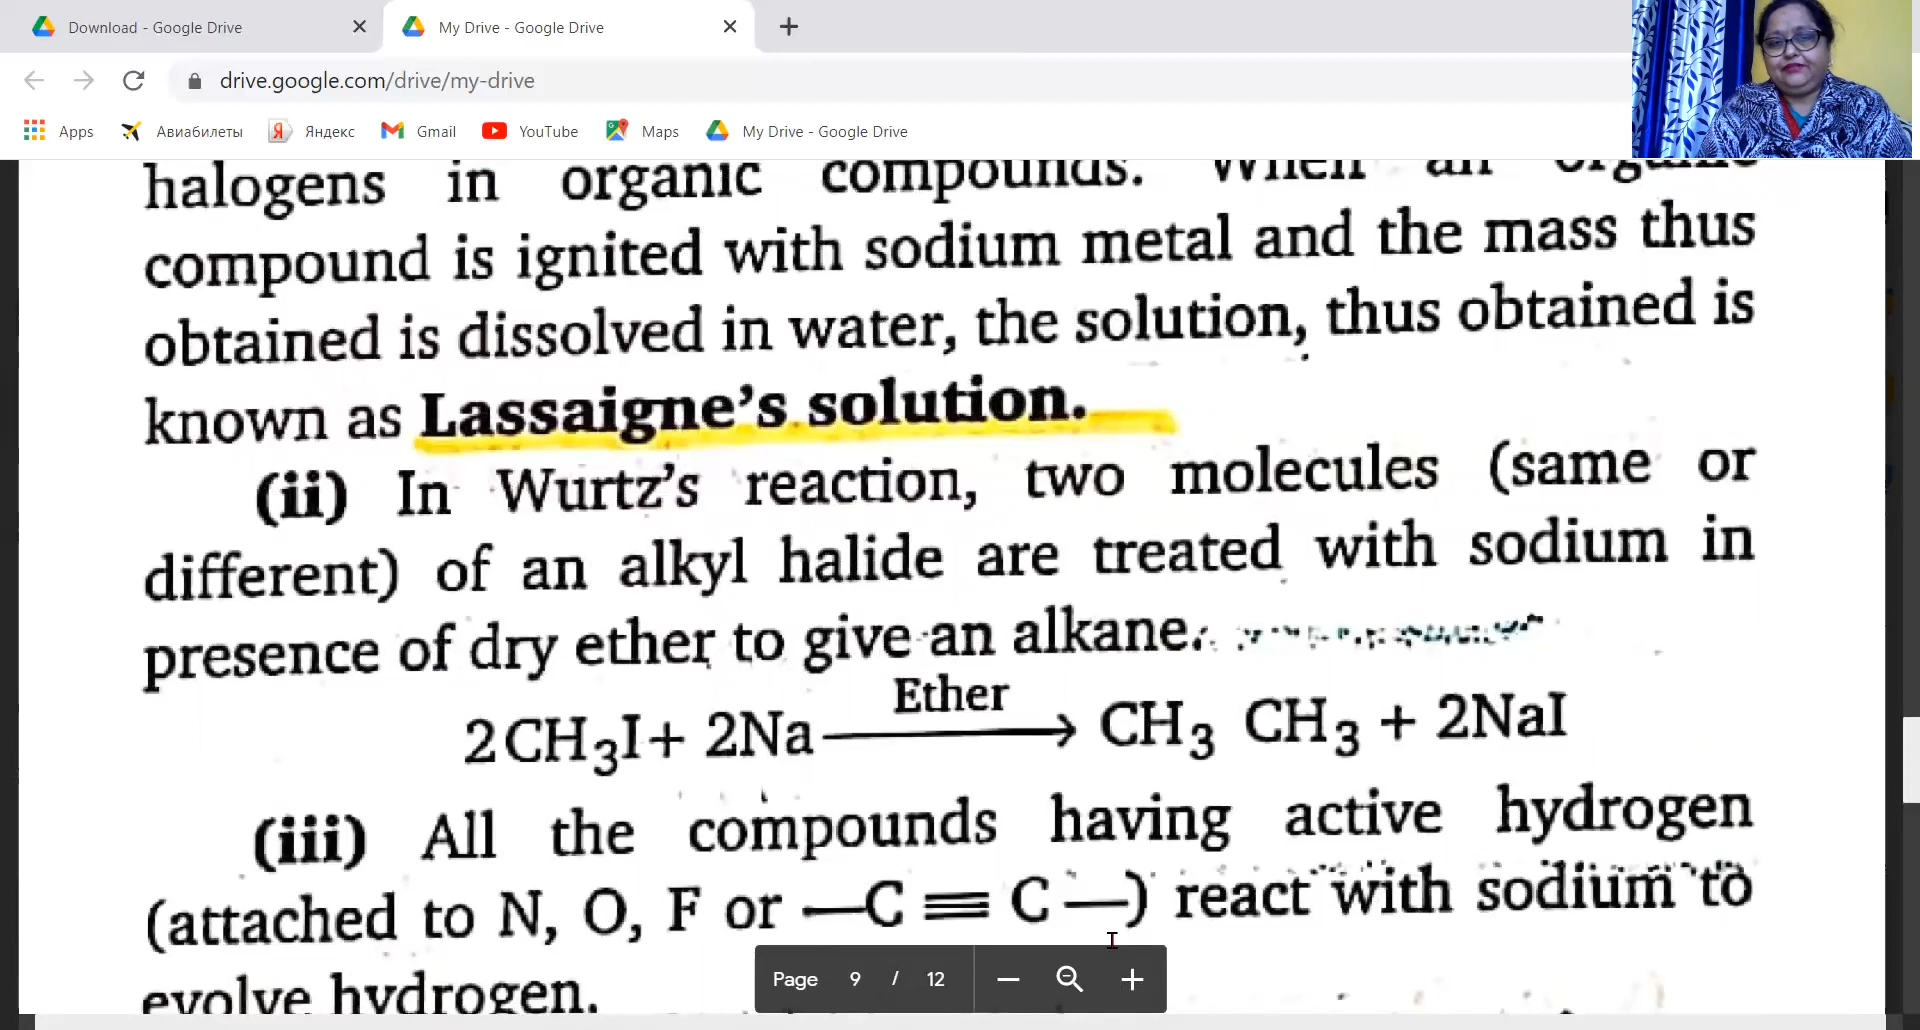 Download - Google Drive
My Drive - Google Drive
drive.google.com/drive/my-drive
Apps
Авиабилеты
Яндекс
Gmail
YouTube
Maps
My Drive - Google Drive
halogens in organic compounds. When an organic
compound is ignited with sodium metal and the mass thus
obtained is dissolved in water, the solution, thus obtained is
known as Lassaigne's solution.
(ii) In Wurtz's reaction, two molecules (same or
different) of an alkyl halide are treated with sodium in
presence of dry ether to give an alkane.
Ether
2CH₃I+ 2Na ⟶ CH₃ CH₃ + 2NaI
(iii) All the compounds having active hydrogen
(attached to N, O, F or —C ≡ C —) react with sodium to
evolve hydrogen.
Page 9 / 12